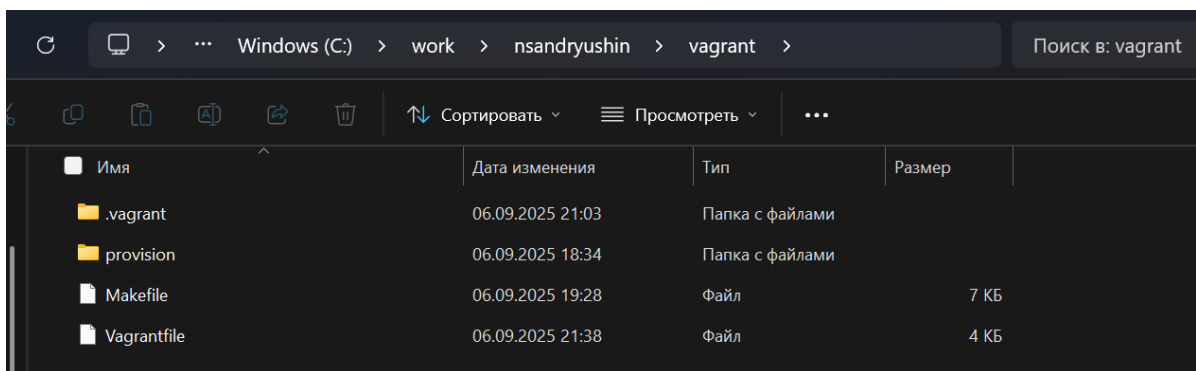 Windows (C:) > work > nsandryushin > vagrant > Поиск в: vagrant
Сортировать Просмотреть
Имя Дата изменения Тип Размер
.vagrant 06.09.2025 21:03 Папка с файлами
provision 06.09.2025 18:34 Папка с файлами
Makefile 06.09.2025 19:28 Файл 7 КБ
Vagrantfile 06.09.2025 21:38 Файл 4 КБ